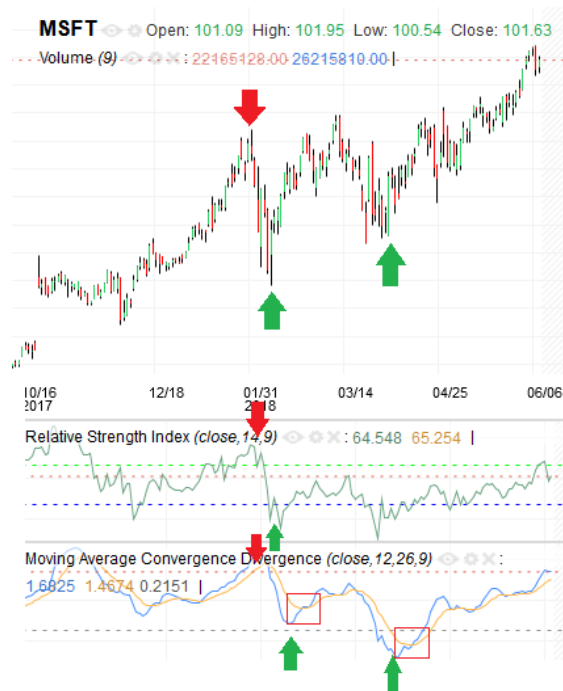 MSFT Open: 101.09 High: 101.95 Low: 100.54 Close: 101.63
Volume (9) : 22165128.00 26215810.00
10/16 12/18 01/31 03/14 04/25 06/06
2017 2018
Relative Strength Index (close,14,9) : 64.548 65.254
Moving Average Convergence Divergence (close,12,26,9) :
1.6825 1.4674 0.2151